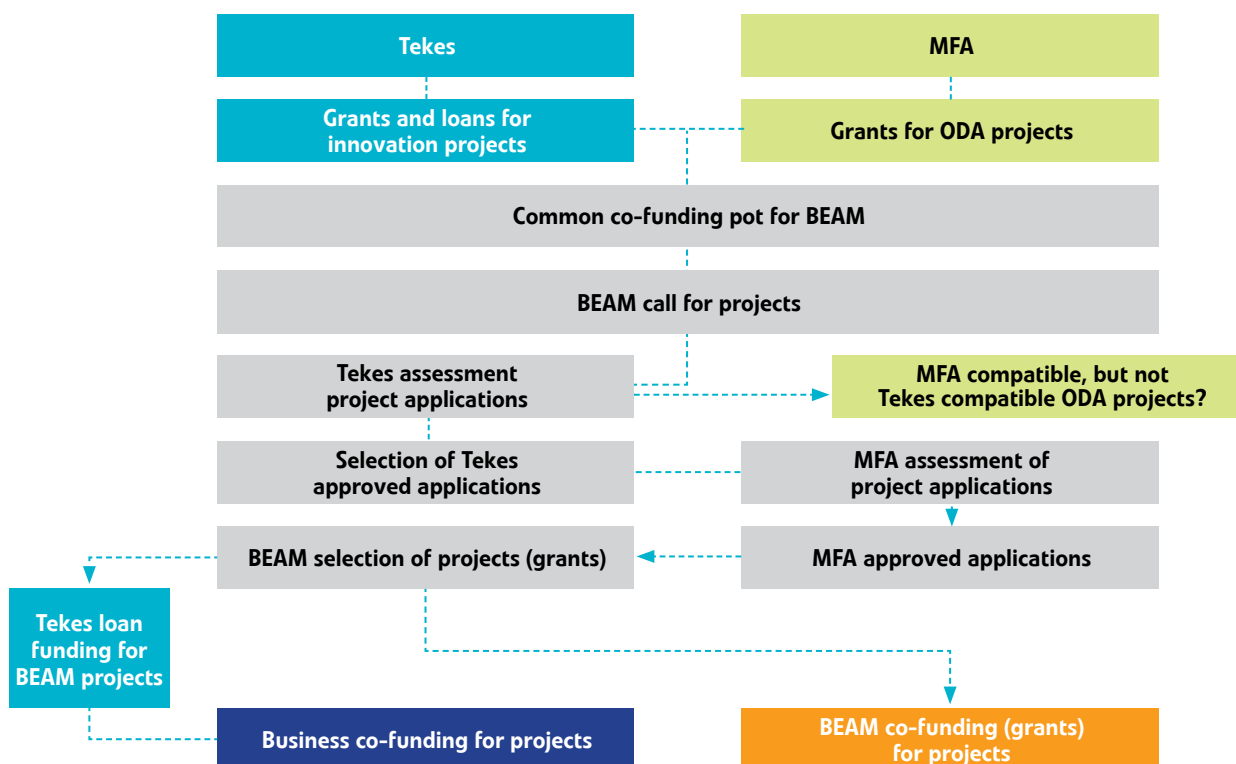 Tekes
MFA
Grants and loans for
innovation projects
Grants for ODA projects
Common co-funding pot for BEAM
BEAM call for projects
Tekes assessment
project applications
MFA compatible, but not
Tekes compatible ODA projects?
Selection of Tekes
approved applications
MFA assessment of
project applications
BEAM selection of projects (grants)
MFA approved applications
Tekes loan
funding for
BEAM projects
Business co-funding for projects
BEAM co-funding (grants)
for projects